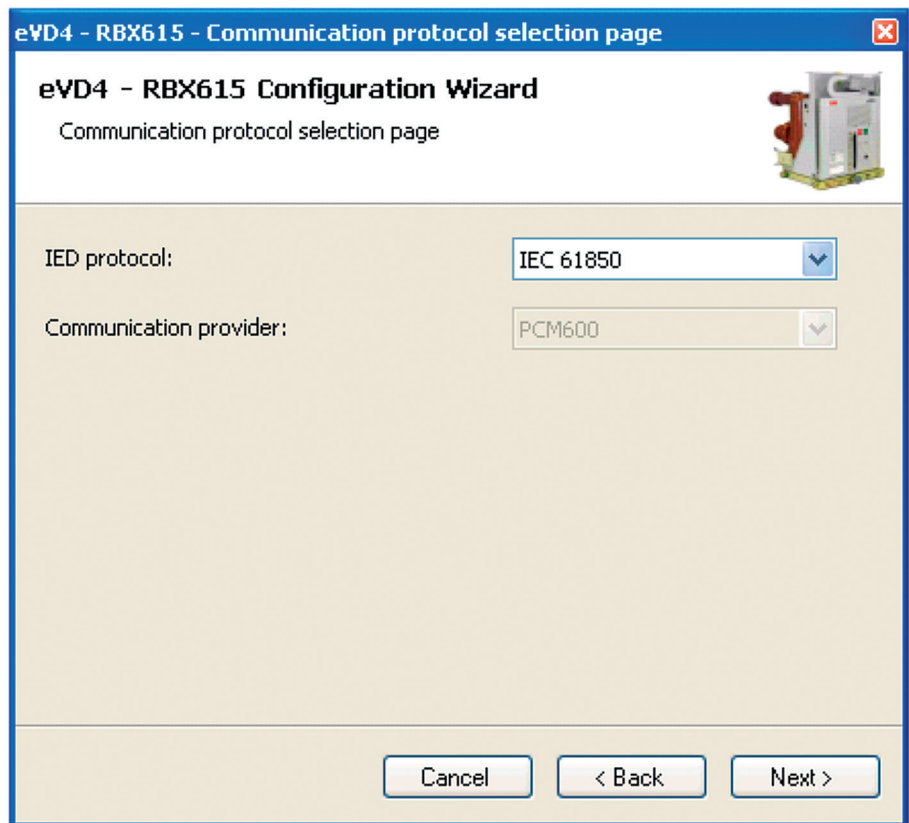 eVD4 - RBX615 - Communication protocol selection page
eVD4 - RBX615 Configuration Wizard
Communication protocol selection page
IED protocol:
IEC 61850
Communication provider:
PCM600
Cancel
< Back
Next >